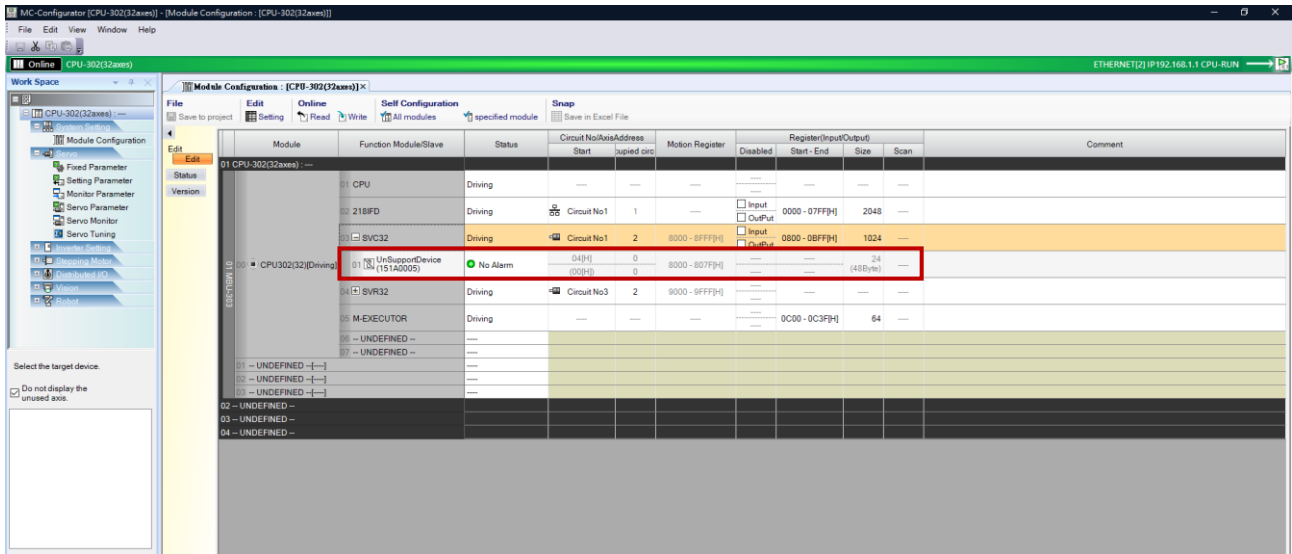 MC-Configurator [CPU-302(32axes)] - [Module Configuration : [CPU-302(32axes)]]
File Edit View Window Help
Online CPU-302(32axes) ETHERNET[2] IP192.168.1.1 CPU-RUN
Work Space
CPU-302(32axes) : ---
System Setting
Module Configuration
Servo
Fixed Parameter
Setting Parameter
Monitor Parameter
Servo Parameter
Servo Monitor
Servo Tuning
Inverter Setting
Stepping Motor
Distributed I/O
Vision
Robot
Select the target device.
Do not display the
unused axis.
Module Configuration : [CPU-302(32axes)] ×
File Edit Online Self Configuration Snap
Save to project Setting Read Write All modules specified module Save in Excel File
Edit
Edit
Status
Version
Module Function Module/Slave Status Circuit No/AxisAddress Motion Register Register(Input/Output) Comment
Start upied circ Disabled Start - End Size Scan
01 CPU-302(32axes) : ---
01 MBU-303
00 CPU302(32)[Driving]
01 CPU Driving ---- ---- ---- ---- ---- ---- ---- ----
02 218IFD Driving Circuit No1 1 ---- Input 0000 - 07FF[H] 2048 ----
OutPut
03 SVC32 Driving Circuit No1 2 8000 - 8FFF[H] Input 0800 - 0BFF[H] 1024 ----
OutPut
01 UnSupportDevice
(151A0005) No Alarm 04[H] 0 8000 - 807F[H] ---- ---- 24 ----
(00[H]) 0 ---- ---- (48Byte)
04 SVR32 Driving Circuit No3 2 9000 - 9FFF[H] ---- ---- ---- ----
05 M-EXECUTOR Driving ---- ---- ---- ---- 0C00 - 0C3F[H] 64 ----
06 -- UNDEFINED -- ----
07 -- UNDEFINED -- ----
01 -- UNDEFINED --[----] ----
02 -- UNDEFINED --[----] ----
03 -- UNDEFINED --[----] ----
02 -- UNDEFINED --
03 -- UNDEFINED --
04 -- UNDEFINED --